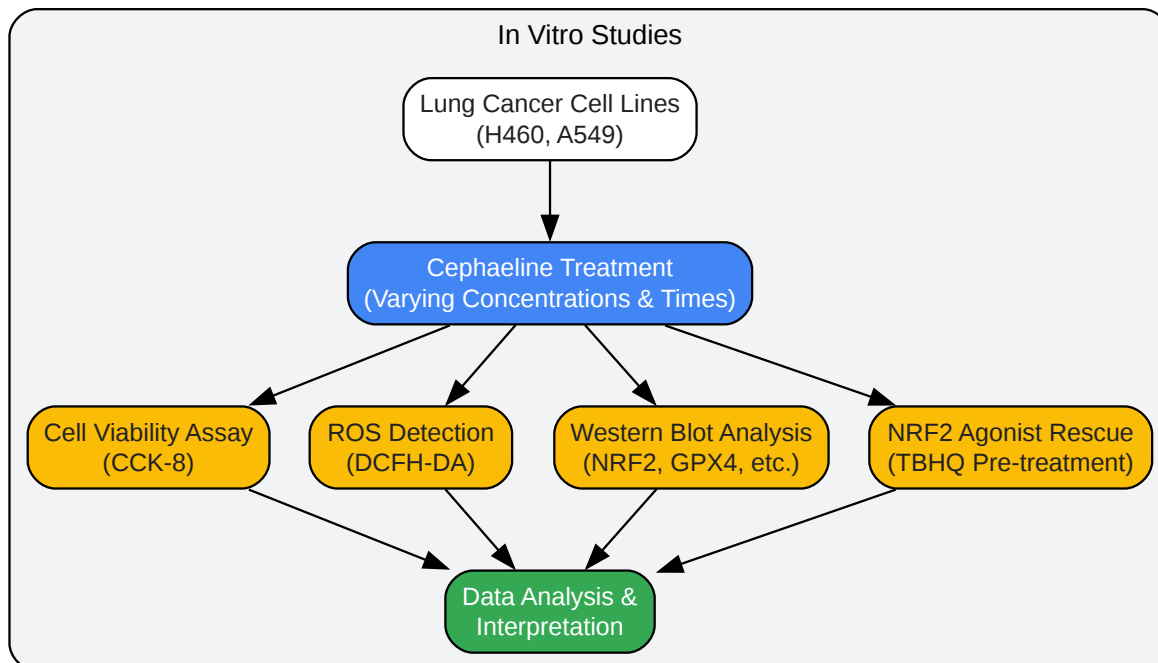 In Vitro Studies
Lung Cancer Cell Lines
(H460, A549)
Cephaeline Treatment
(Varying Concentrations & Times)
Cell Viability Assay
(CCK-8)
ROS Detection
(DCFH-DA)
Western Blot Analysis
(NRF2, GPX4, etc.)
NRF2 Agonist Rescue
(TBHQ Pre-treatment)
Data Analysis &
Interpretation